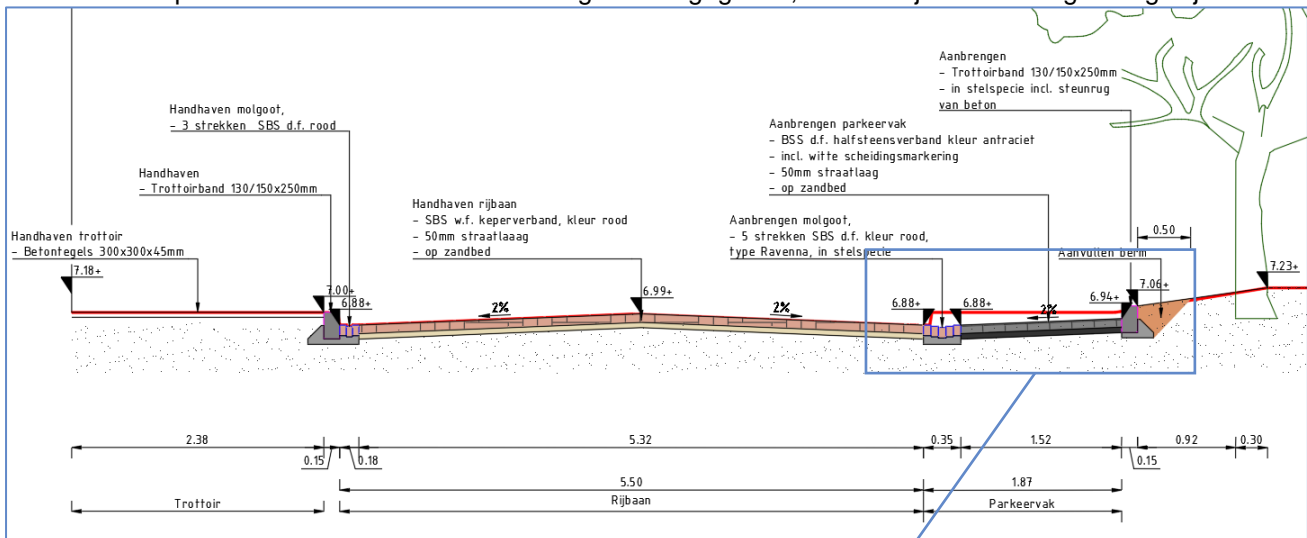 Aanbrengen
- Trottoirband 130/150x250mm
- in stelspecie incl. steunrug
van beton
Handhaven molgoot,
- 3 strekken SBS d.f. rood
Aanbrengen parkeervak
- BSS d.f. halfsteensverband kleur antraciet
- incl. witte scheidingsmarkering
- 50mm straatlaag
- op zandbed
Handhaven
- Trottoirband 130/150x250mm
Handhaven rijbaan
- SBS w.f. keperverband, kleur rood
- 50mm straatlaaag
- op zandbed
Aanbrengen molgoot,
- 5 strekken SBS d.f. kleur rood,
type Ravenna, in stelspecie
Handhaven trottoir
- Betontegels 300x300x45mm
0.50
Aanvullen berm
7.18+
7.00+
6.88+
6.99+
6.88+
6.88+
6.94+
7.06+
7.23+
2%
2%
2%
2.38
5.32
0.35
1.52
0.92
0.30
0.15
0.18
0.15
5.50
1.87
Trottoir
Rijbaan
Parkeervak